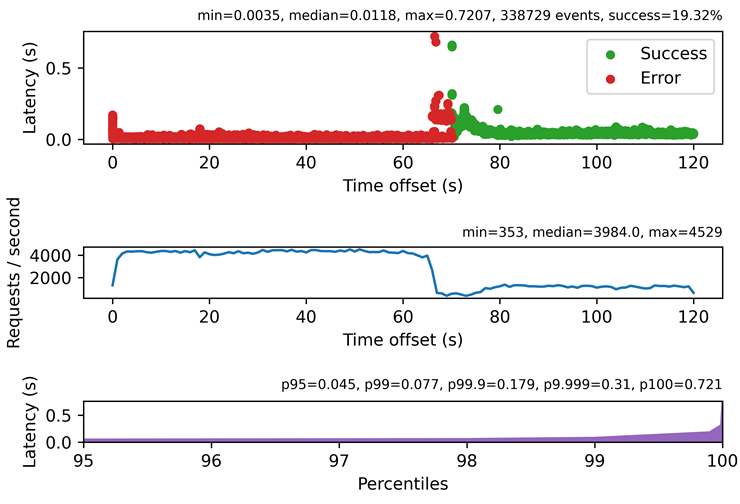 min=0.0035, median=0.0118, max=0.7207, 338729 events, success=19.32%
Latency (s)
0.5
0.0
Success
Error
0 20 40 60 80 100 120
Time offset (s)
min=353, median=3984.0, max=4529
Requests / second
4000
2000
0 20 40 60 80 100 120
Time offset (s)
p95=0.045, p99=0.077, p99.9=0.179, p9.999=0.31, p100=0.721
Latency (s)
0.5
0.0
95 96 97 98 99 100
Percentiles